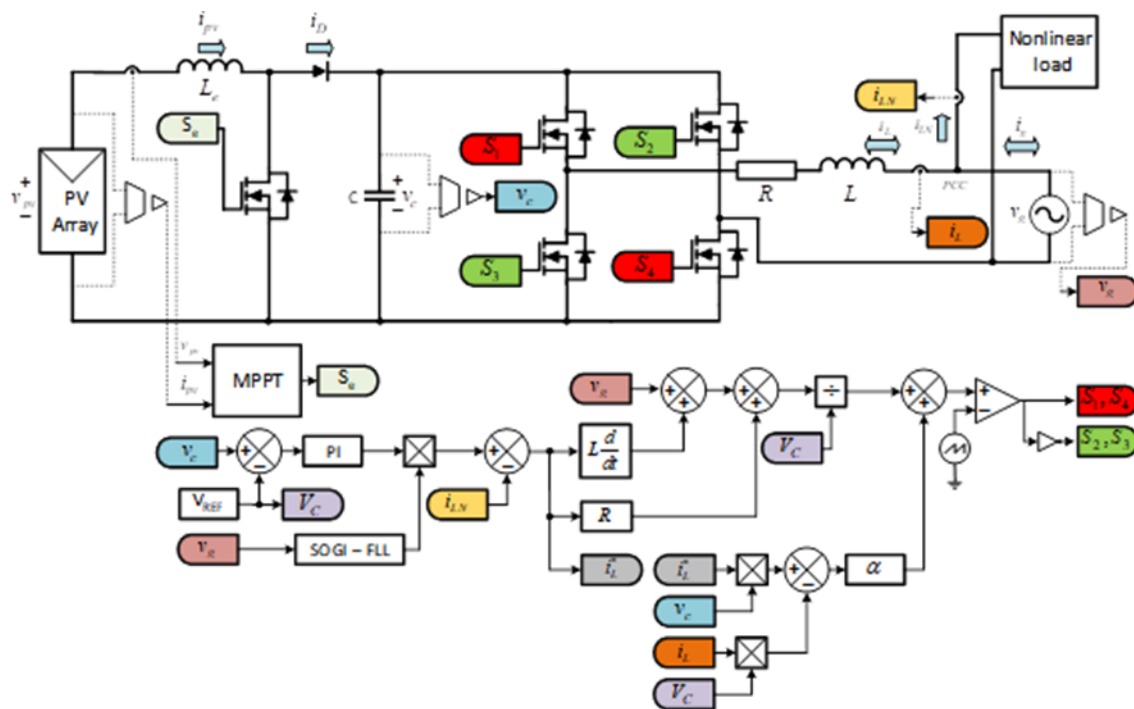 i_pv
i_D
L_e
S_e
PV
Array
+
v_pv
−
C
+
v_c
−
v_c
S_1
S_2
S_3
S_4
R
L
i_L
i_LN
i_LN
PCC
i_g
i_L
Nonlinear
load
v_g
v_g
v_pv
i_pv
MPPT
S_e
v_c
+
−
PI
+
−
V_REF
V_C
i_LN
v_g
SOGI – FLL
v_g
+
+
+
+
÷
+
+
+
−
S_1, S_4
S_2, S_3
L d/dt
V_C
R
i_L^*
i_L^*
+
−
α
v_c
i_L
V_C